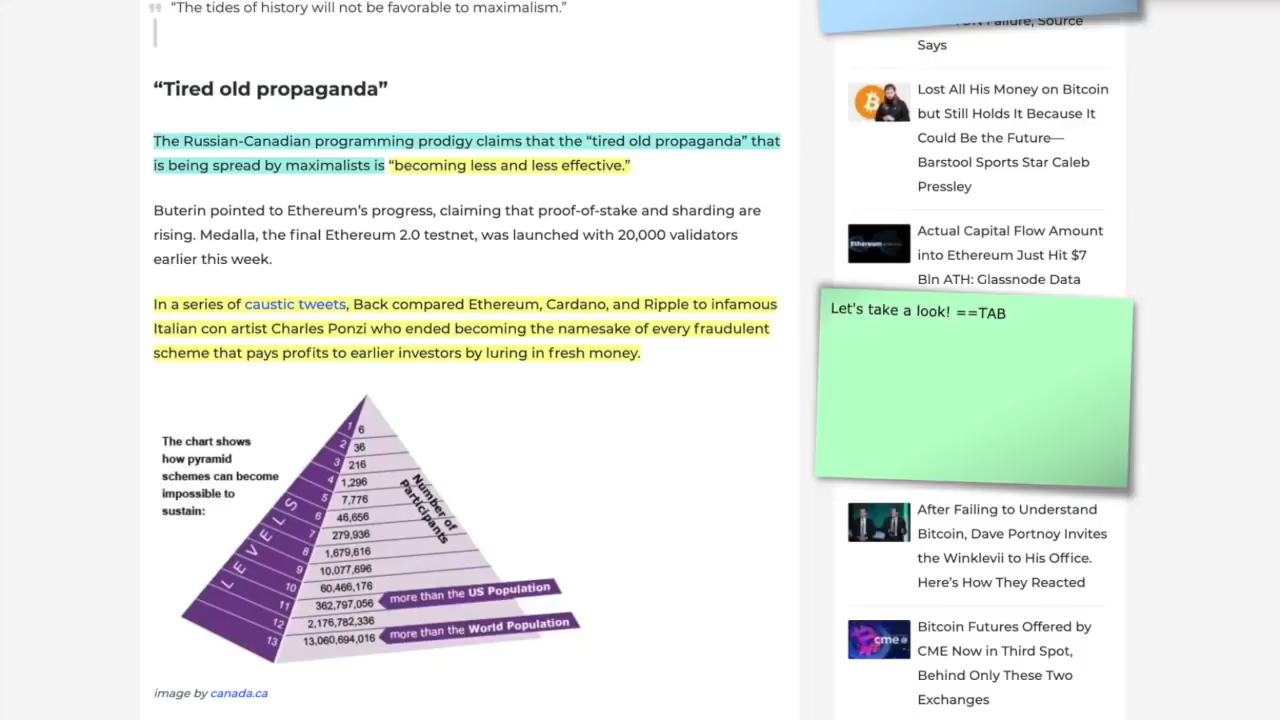 “The tides of history will not be favorable to maximalism.”
“Tired old propaganda”
The Russian-Canadian programming prodigy claims that the “tired old propaganda” that
is being spread by maximalists is “becoming less and less effective.”
Buterin pointed to Ethereum’s progress, claiming that proof-of-stake and sharding are
rising. Medalla, the final Ethereum 2.0 testnet, was launched with 20,000 validators
earlier this week.
In a series of caustic tweets, Back compared Ethereum, Cardano, and Ripple to infamous
Italian con artist Charles Ponzi who ended becoming the namesake of every fraudulent
scheme that pays profits to earlier investors by luring in fresh money.
The chart shows
how pyramid
schemes can become
impossible to
sustain:
LEVELS
Number of
Participants
1 6
2 36
3 216
4 1,296
5 7,776
6 46,656
7 279,936
8 1,679,616
9 10,077,696
10 60,466,176
11 362,797,056 more than the US Population
12 2,176,782,336
13 13,060,694,016 more than the World Population
image by canada.ca
Failure, Source
Says
Lost All His Money on Bitcoin
but Still Holds It Because It
Could Be the Future—
Barstool Sports Star Caleb
Pressley
Ethereum
Actual Capital Flow Amount
into Ethereum Just Hit $7
Bln ATH: Glassnode Data
Let's take a look! ==TAB
After Failing to Understand
Bitcoin, Dave Portnoy Invites
the Winklevii to His Office.
Here’s How They Reacted
cme
Bitcoin Futures Offered by
CME Now in Third Spot,
Behind Only These Two
Exchanges